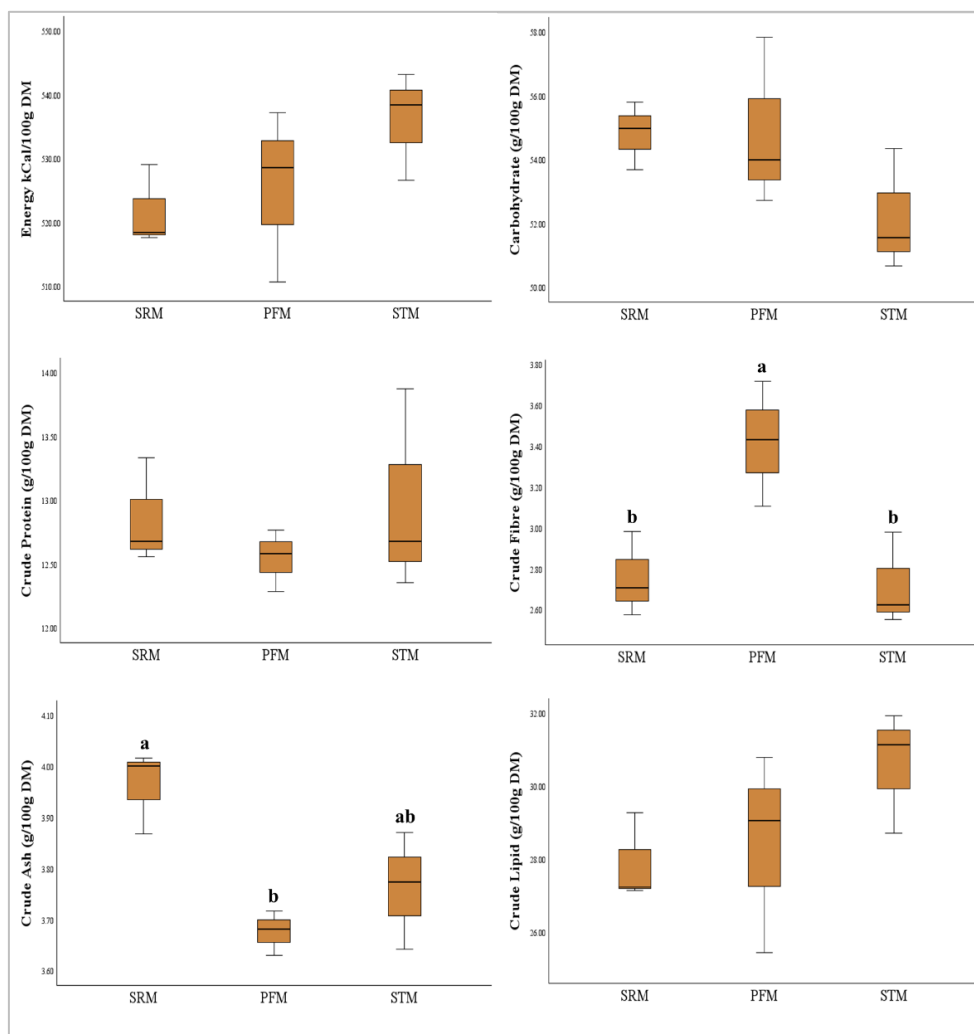 Energy kCal/100g DM
550.00
540.00
530.00
520.00
510.00
SRM PFM STM
Carbohydrate (g/100g DM)
58.00
56.00
54.00
52.00
50.00
SRM PFM STM
Crude Protein (g/100g DM)
14.00
13.50
13.00
12.50
12.00
SRM PFM STM
Crude Fibre (g/100g DM)
3.80
3.60
3.40
3.20
3.00
2.80
2.60
b a b
SRM PFM STM
Crude Ash (g/100g DM)
4.10
4.00
3.90
3.80
3.70
3.60
a b ab
SRM PFM STM
Crude Lipid (g/100g DM)
32.00
30.00
28.00
26.00
SRM PFM STM